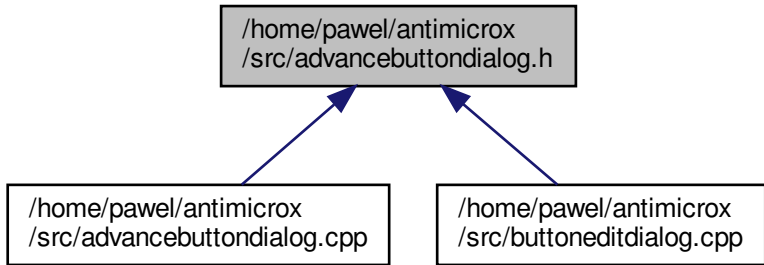 /home/pawel/antimicrox
/src/advancebuttondialog.h
/home/pawel/antimicrox
/src/advancebuttondialog.cpp
/home/pawel/antimicrox
/src/buttoneditdialog.cpp